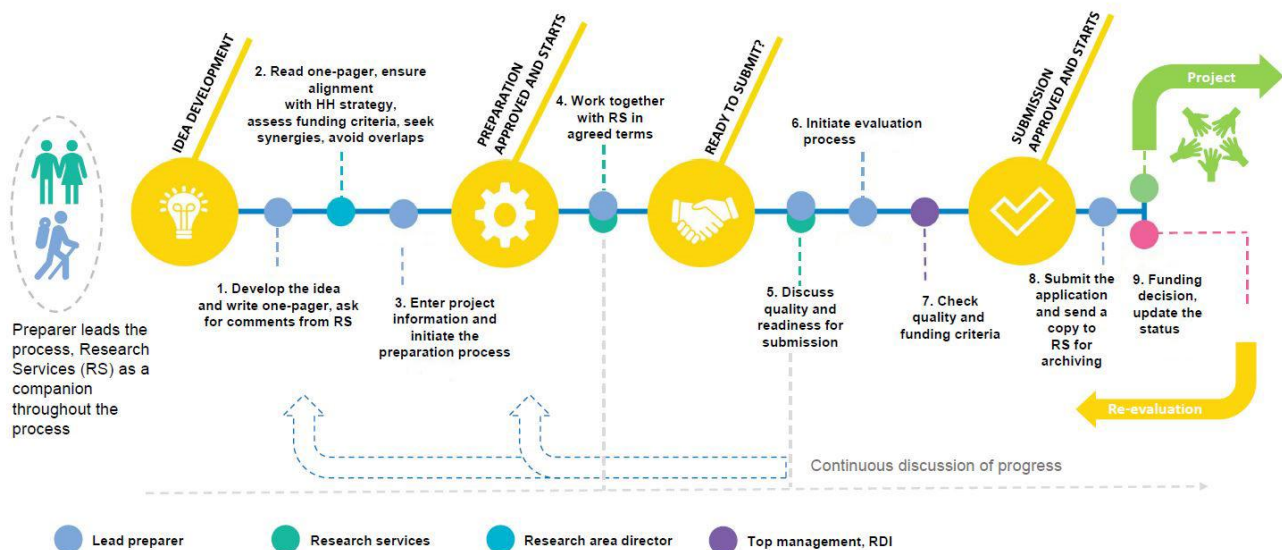 IDEA DEVELOPMENT
2. Read one-pager, ensure
alignment
with HH strategy,
assess funding criteria, seek
synergies, avoid overlaps
PREPARATION
APPROVED AND STARTS
4. Work together
with RS in
agreed terms
READY TO SUBMIT?
6. Initiate evaluation
process
SUBMISSION
APPROVED AND STARTS
Project
1. Develop the idea
and write one-pager, ask
for comments from RS
3. Enter project
information and
initiate the
preparation process
5. Discuss
quality and
readiness for
submission
7. Check
quality and
funding criteria
8. Submit the
application
and send a
copy to
RS for
archiving
9. Funding
decision,
update the
status
Preparer leads the
process, Research
Services (RS) as a
companion
throughout the
process
Re-evaluation
Continuous discussion of progress
Lead preparer
Research services
Research area director
Top management, RDI